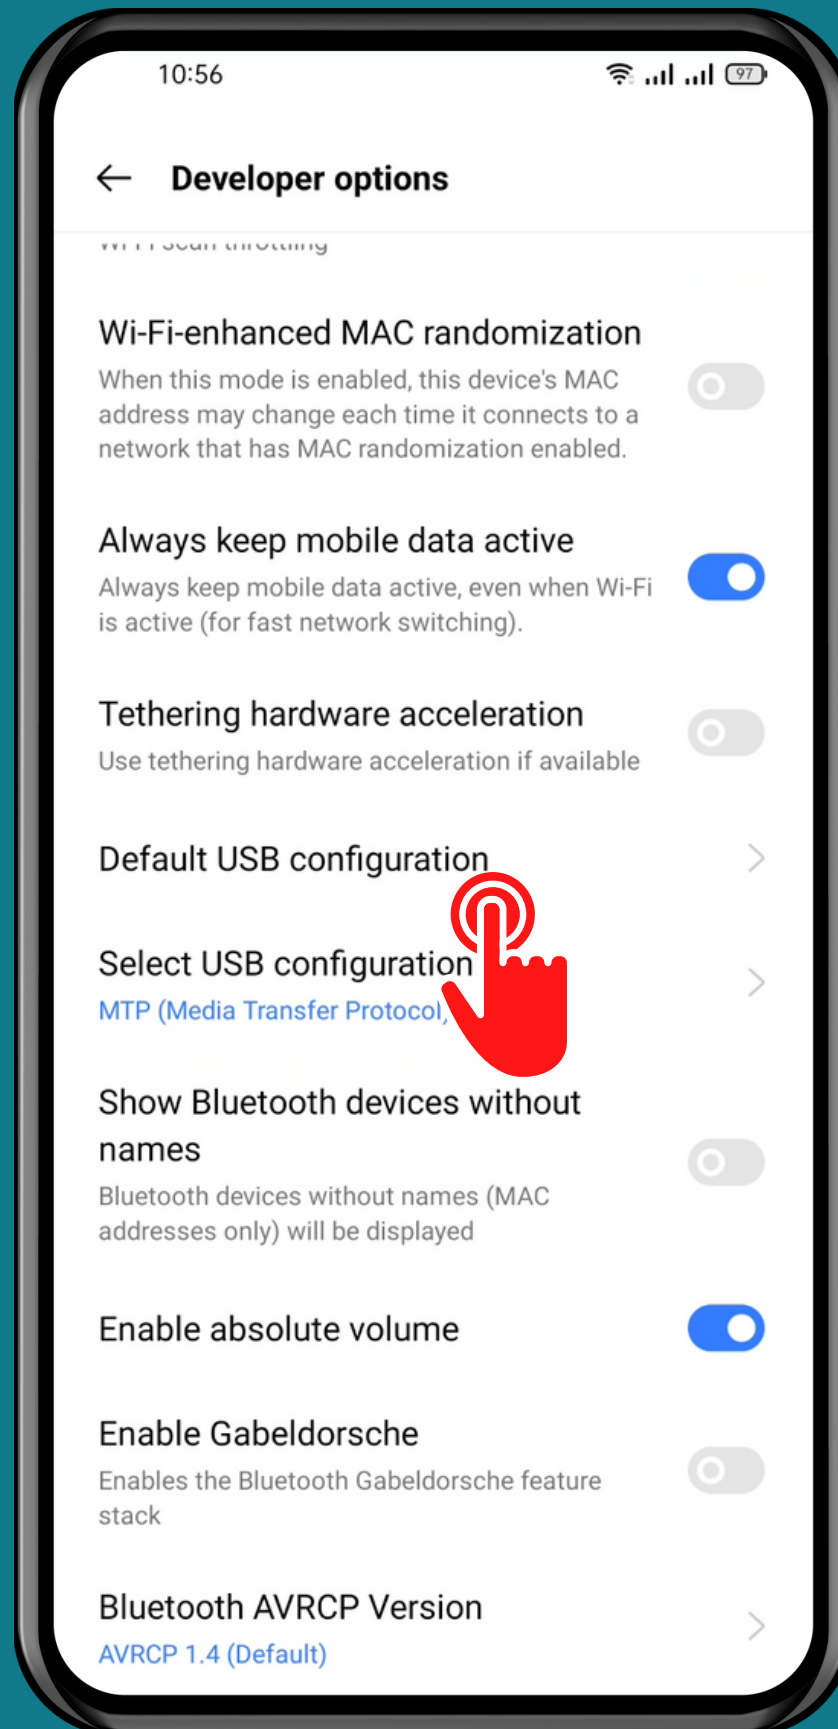 10:56
97
Developer options
Wi-Fi scan throttling
Wi-Fi-enhanced MAC randomization
When this mode is enabled, this device's MAC
address may change each time it connects to a
network that has MAC randomization enabled.
Always keep mobile data active
Always keep mobile data active, even when Wi-Fi
is active (for fast network switching).
Tethering hardware acceleration
Use tethering hardware acceleration if available
Default USB configuration
Select USB configuration
MTP (Media Transfer Protocol)
Show Bluetooth devices without
names
Bluetooth devices without names (MAC
addresses only) will be displayed
Enable absolute volume
Enable Gabeldorsche
Enables the Bluetooth Gabeldorsche feature
stack
Bluetooth AVRCP Version
AVRCP 1.4 (Default)